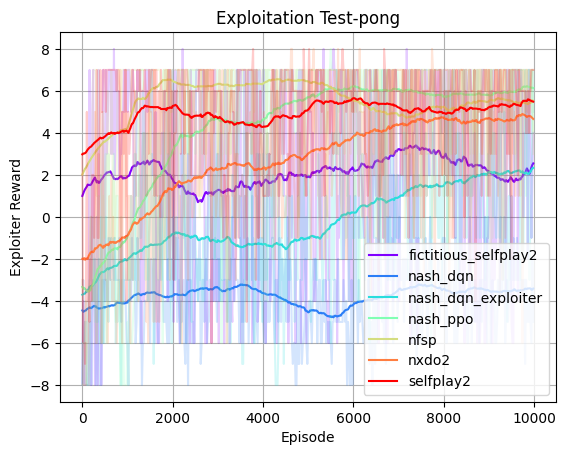 Exploitation Test-pong
Exploiter Reward
8
6
4
2
0
−2
−4
−6
−8
fictitious_selfplay2
nash_dqn
nash_dqn_exploiter
nash_ppo
nfsp
nxdo2
selfplay2
0 2000 4000 6000 8000 10000
Episode